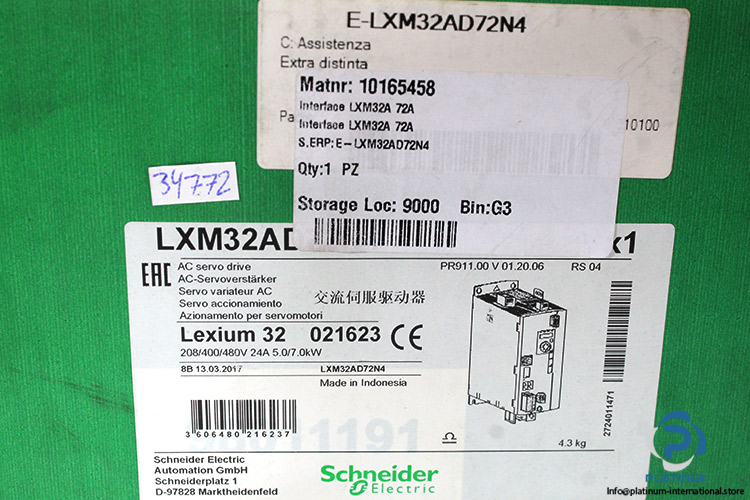 E-LXM32AD72N4
C: Assistenza
Extra distinta
Matnr: 10165458
Interface LXM32A 72A
Interface LXM32A 72A
S.ERP:E-LXM32AD72N4
Qty:1 PZ
Storage Loc: 9000 Bin:G3
10100
34772
LXM32AD
x1
EAC
AC servo drive
AC-Servoverstärker
Servo variateur AC
Servo accionamiento
Azionamento per servomotori
交流伺服驱动器
PR911.00 V 01.20.06 RS 04
Lexium 32 021623 CE
208/400/480V 24A 5.0/7.0kW
8B 13.03.2017 LXM32AD72N4
Made in Indonesia
3 606480 216237
2724011471
4.3 kg
Schneider Electric
Automation GmbH
Schneiderplatz 1
D-97828 Marktheidenfeld
Schneider
Electric
PLATINUM
Info@platinum-international.store